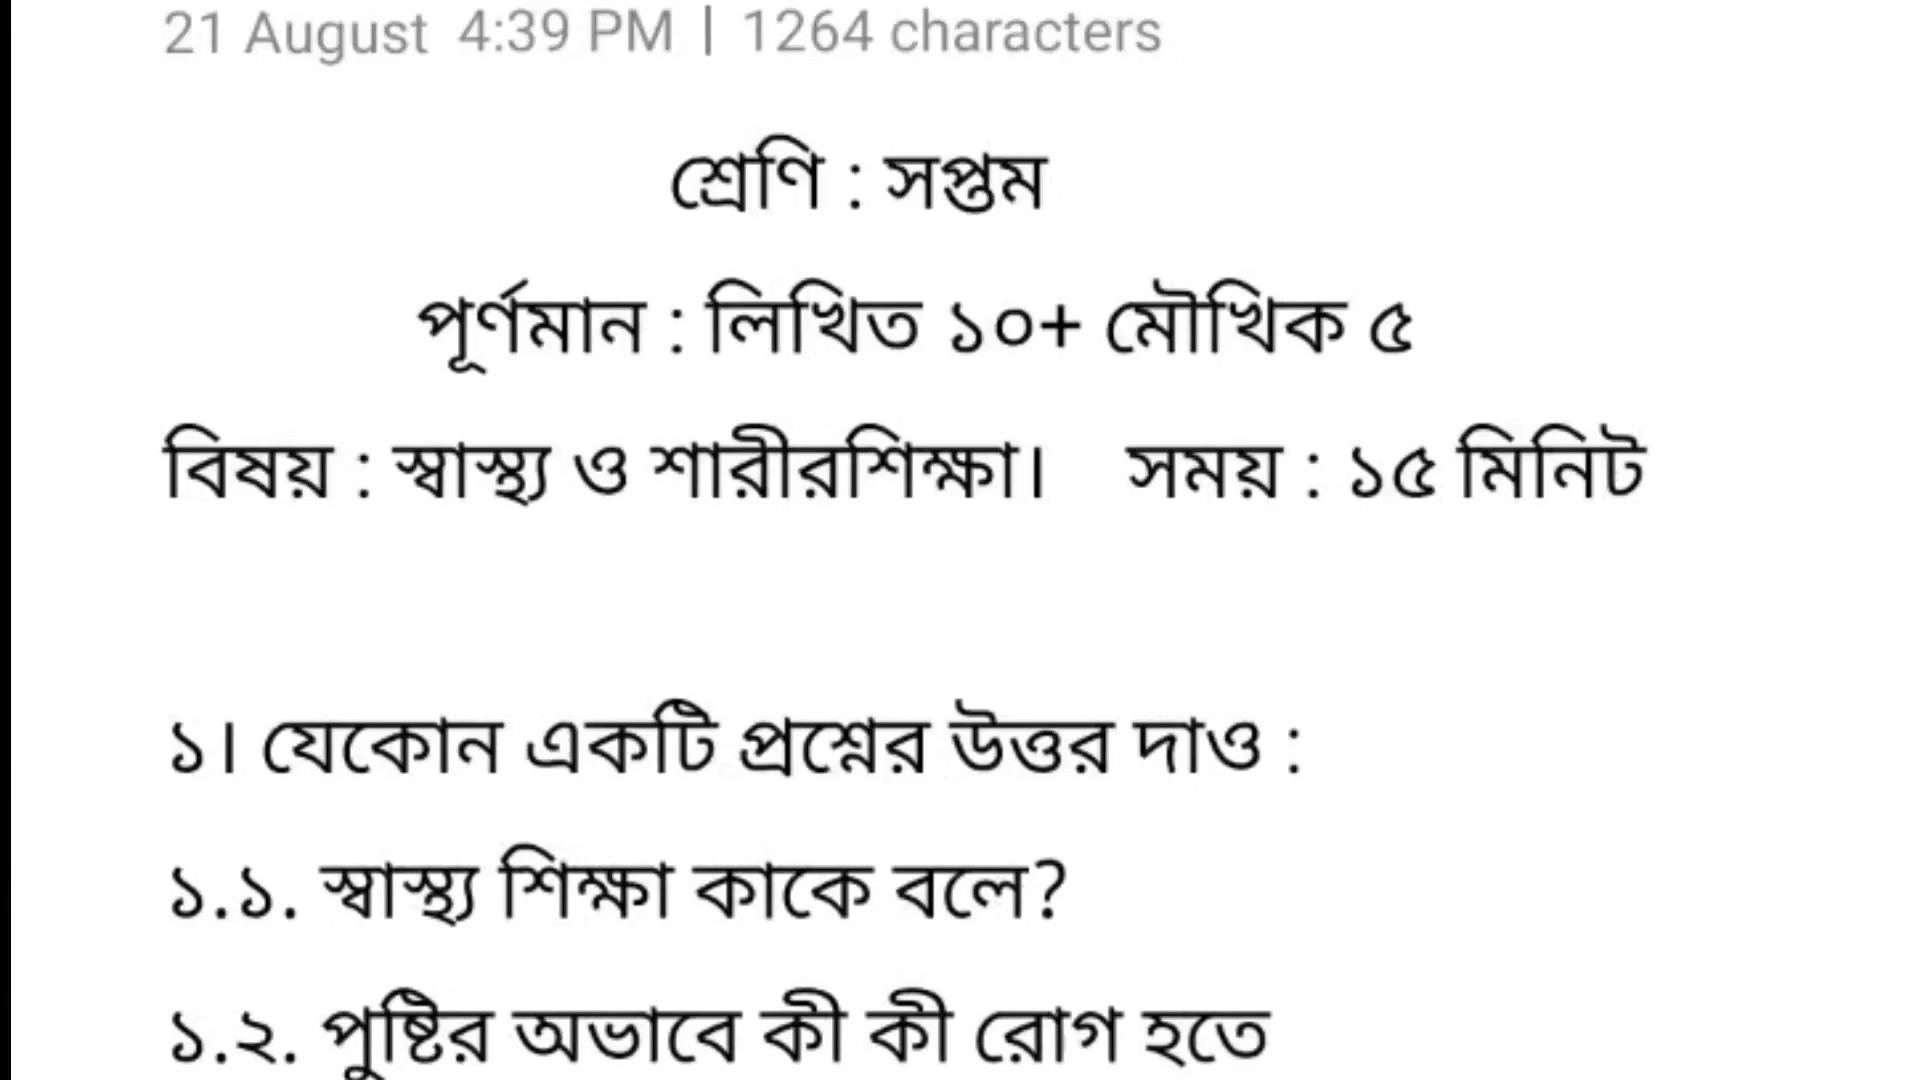 21 August 4:39 PM | 1264 characters
শ্রেণি : সপ্তম
পূর্ণমান : লিখিত ১০+ মৌখিক ৫
বিষয় : স্বাস্থ্য ও শারীরশিক্ষা। সময় : ১৫ মিনিট
১। যেকোন একটি প্রশ্নের উত্তর দাও :
১.১. স্বাস্থ্য শিক্ষা কাকে বলে?
১.২. পুষ্টির অভাবে কী কী রোগ হতে